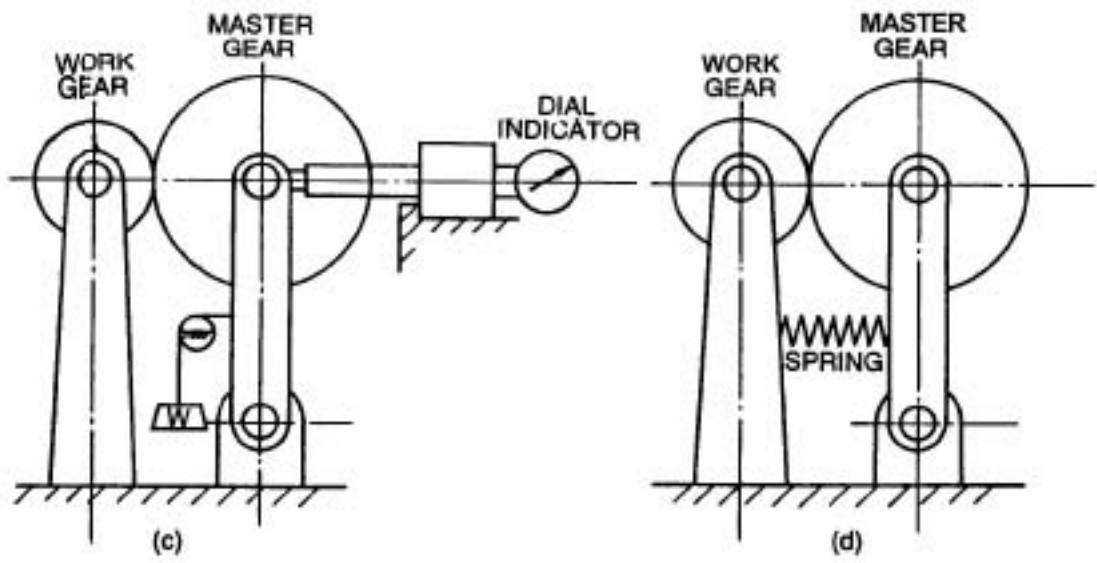 MASTER
GEAR
WORK
GEAR
DIAL
INDICATOR
W
(c)
MASTER
GEAR
WORK
GEAR
SPRING
(d)